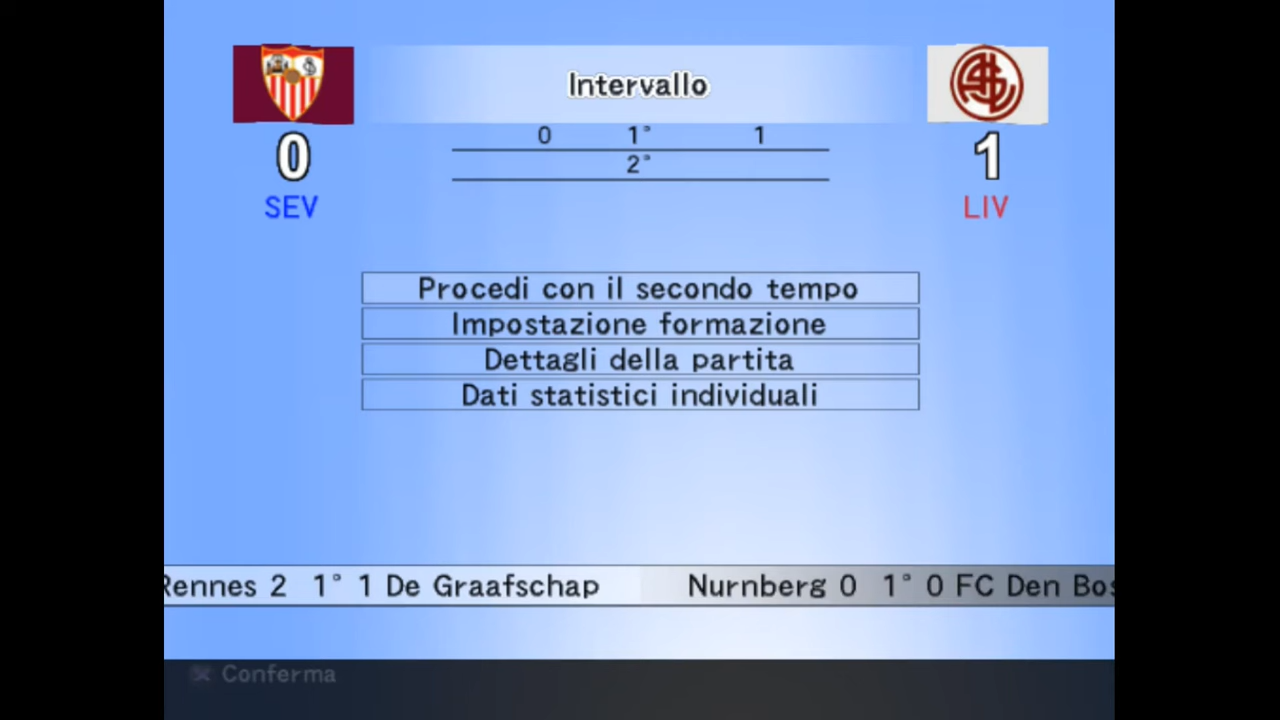 Intervallo
0 1° 1
2°
0 1
SEV LIV
Procedi con il secondo tempo
Impostazione formazione
Dettagli della partita
Dati statistici individuali
Rennes 2 1° 1 De Graafschap Nurnberg 0 1° 0 FC Den Bos
Conferma